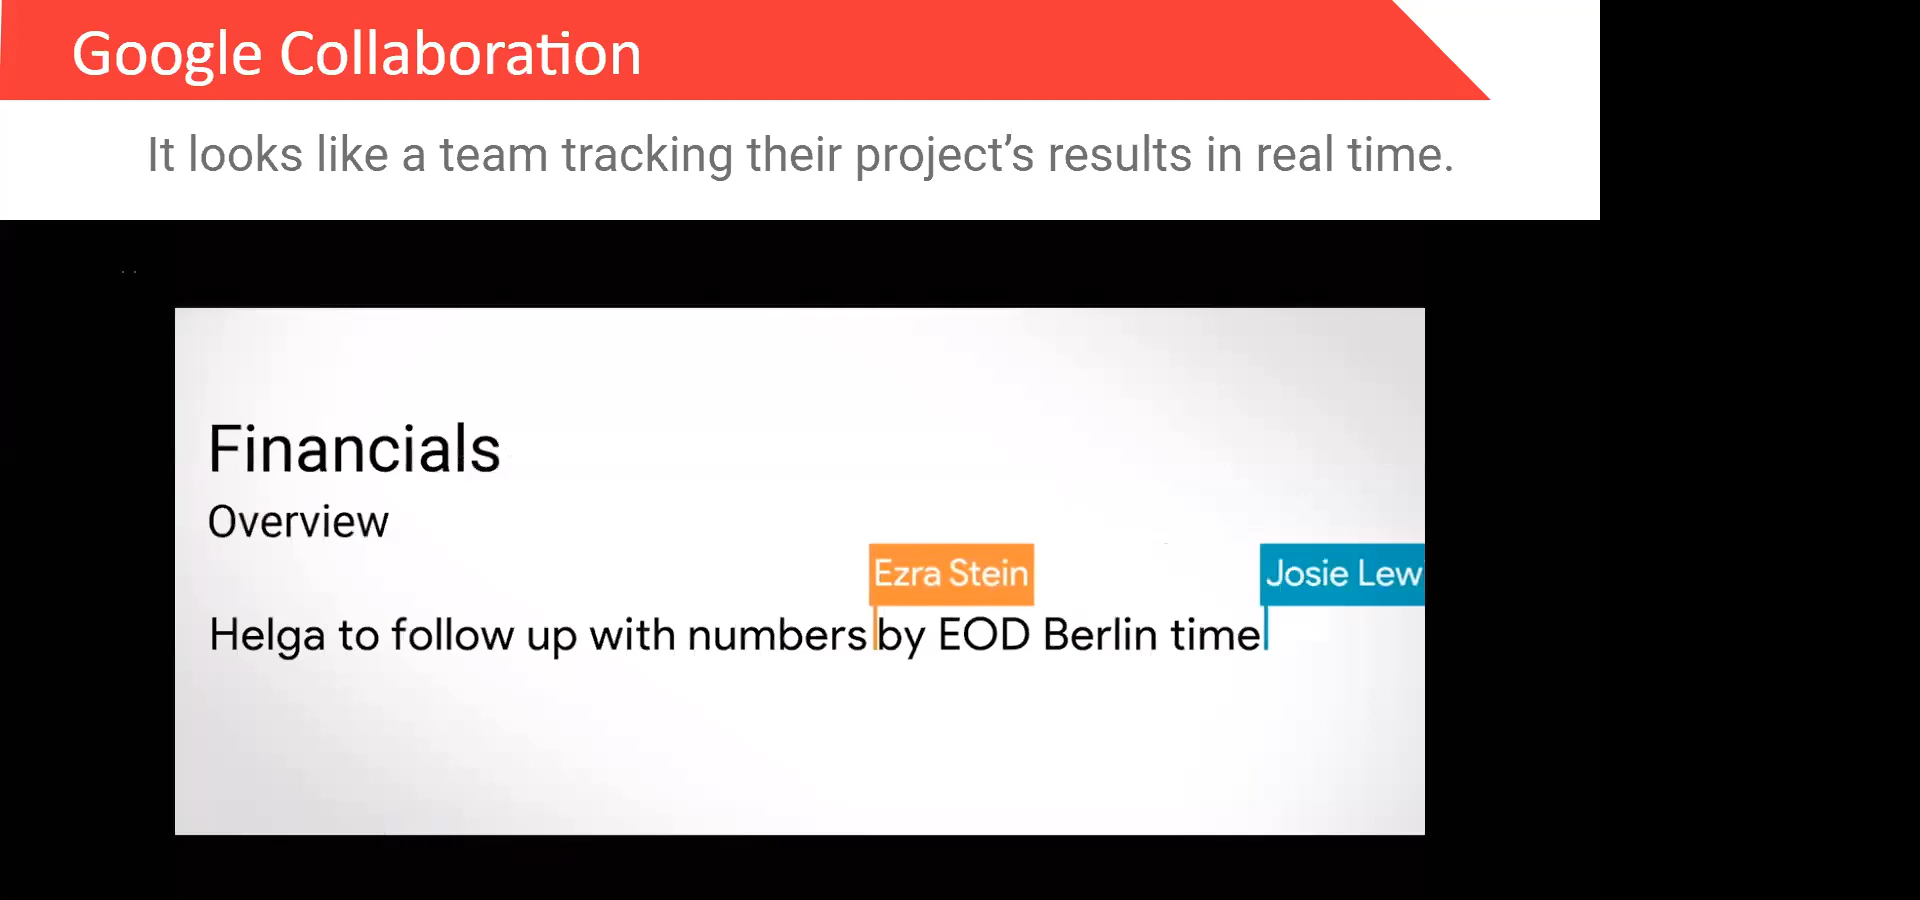 Google Collaboration
It looks like a team tracking their project’s results in real time.
Financials
Overview
Ezra Stein
Josie Lew
Helga to follow up with numbers by EOD Berlin time